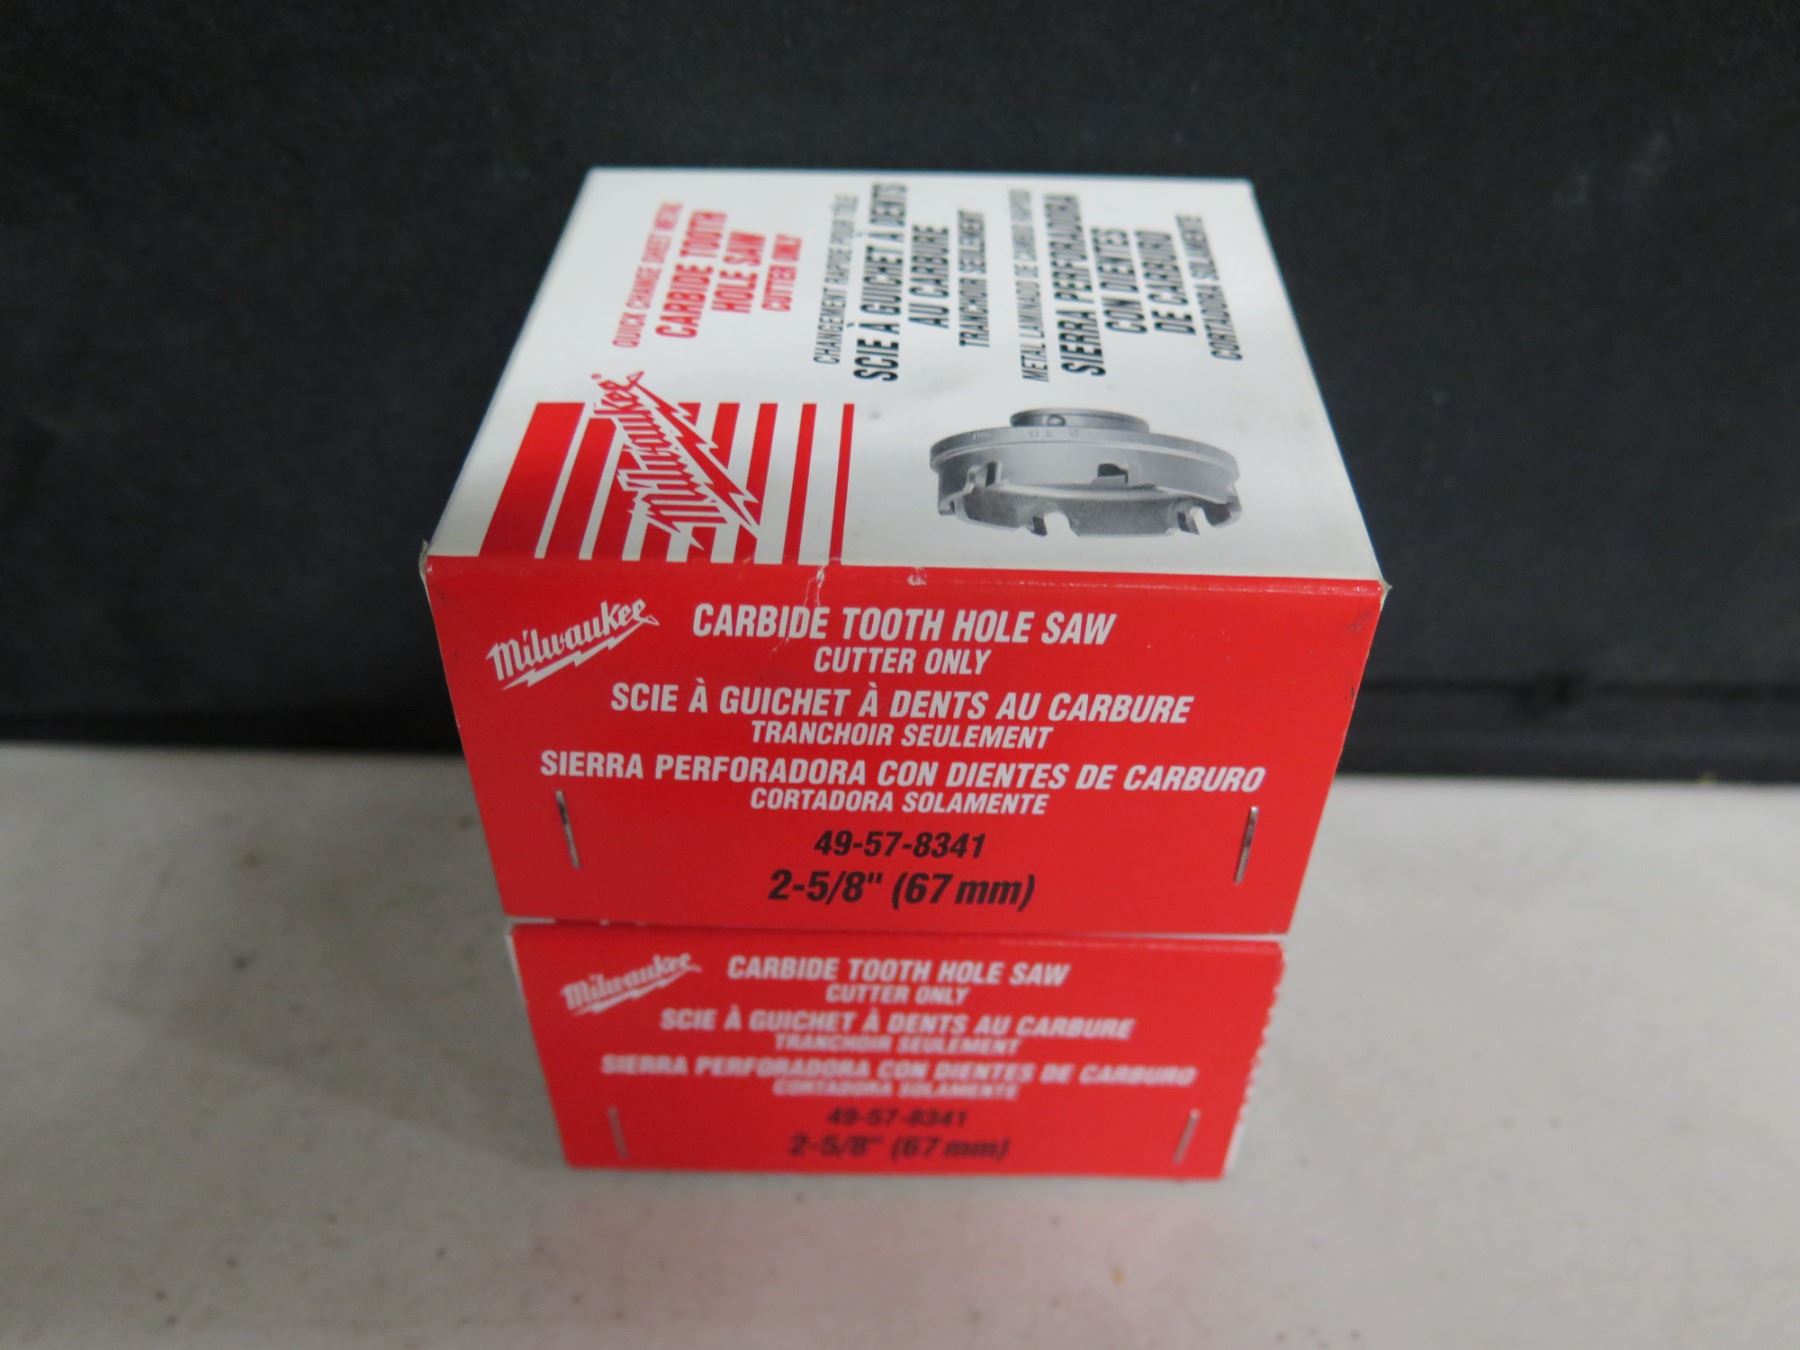 QUICK CHANGE SHEET METAL
CARBIDE TOOTH
HOLE SAW
CUTTER ONLY
CHANGEMENT RAPIDE POUR TÔLE
SCIE À GUICHET À DENTS
AU CARBURE
TRANCHOIR SEULEMENT
METAL LAMINADO DE CAMBIO RAPIDO
SIERRA PERFORADORA
CON DIENTES
DE CARBURO
CORTADORA SOLAMENTE
Milwaukee®
Milwaukee
CARBIDE TOOTH HOLE SAW
CUTTER ONLY
SCIE À GUICHET À DENTS AU CARBURE
TRANCHOIR SEULEMENT
SIERRA PERFORADORA CON DIENTES DE CARBURO
CORTADORA SOLAMENTE
49-57-8341
2-5/8" (67 mm)
Milwaukee
CARBIDE TOOTH HOLE SAW
CUTTER ONLY
SCIE À GUICHET À DENTS AU CARBURE
TRANCHOIR SEULEMENT
SIERRA PERFORADORA CON DIENTES DE CARBURO
CORTADORA SOLAMENTE
49-57-8341
2-5/8" (67 mm)